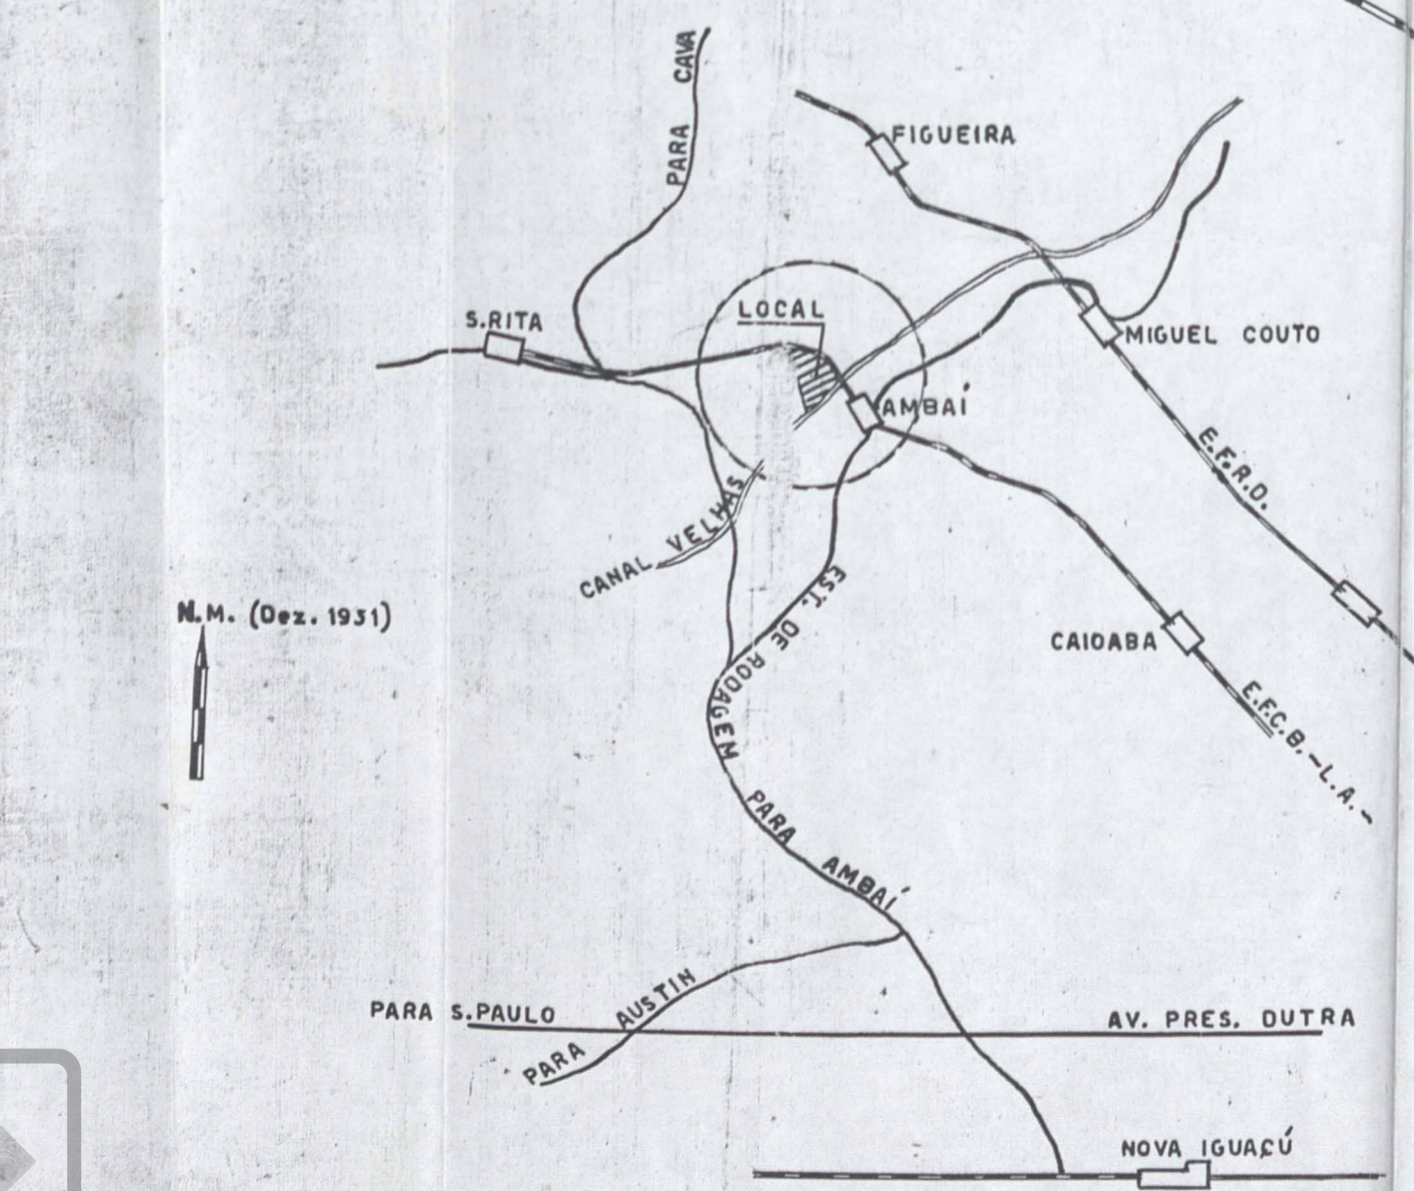 PARA CAVA
FIGUEIRA
LOCAL
S.RITA
MIGUEL COUTO
AMBAÍ
E.F.R.D.
CANAL VELHAS
EST. DE RODAGEM PARA AMBAÍ
N.M. (Dez. 1931)
CAIOABA
E.F.C.B.-L.A.-
PARA AUSTIN
PARA S.PAULO
AV. PRES. DUTRA
NOVA IGUAÇÚ